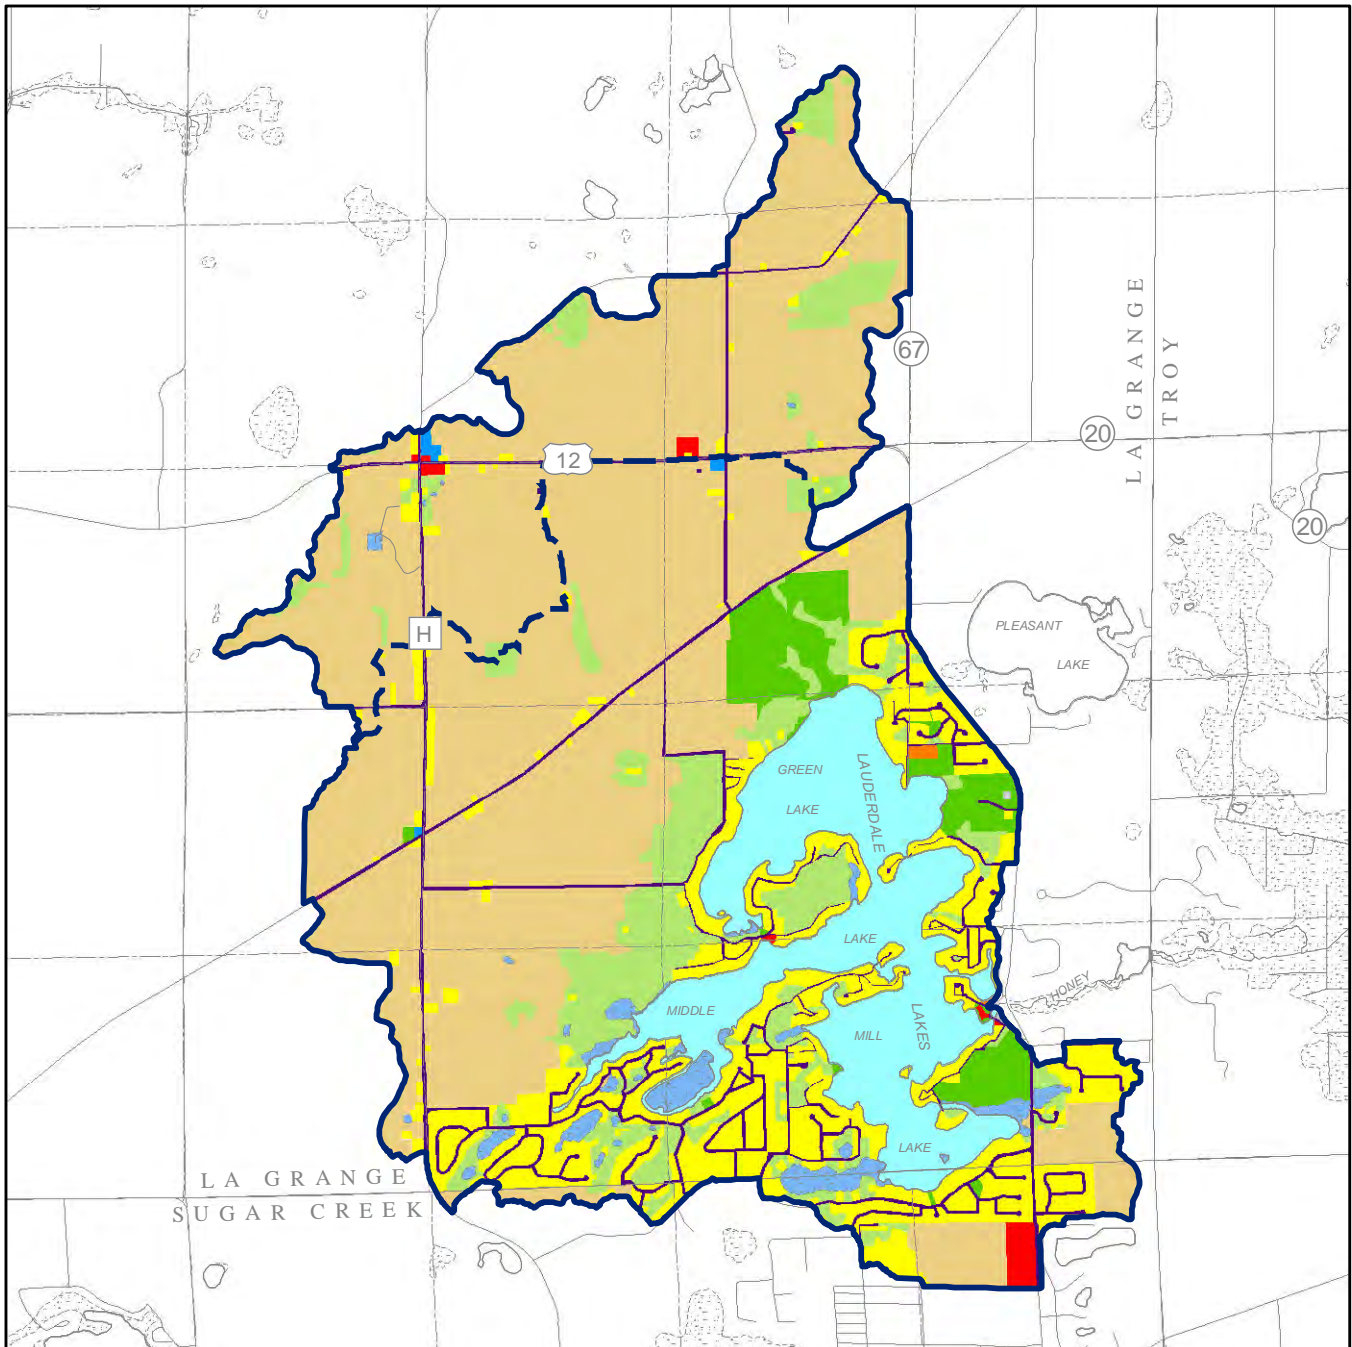 67
LA GRANGE
TROY
20
12
20
H
PLEASANT
LAKE
GREEN
LAKE
LAUDERDALE
LAKE
HONEY
MIDDLE
MILL
LAKES
LAKE
LA GRANGE
SUGAR CREEK